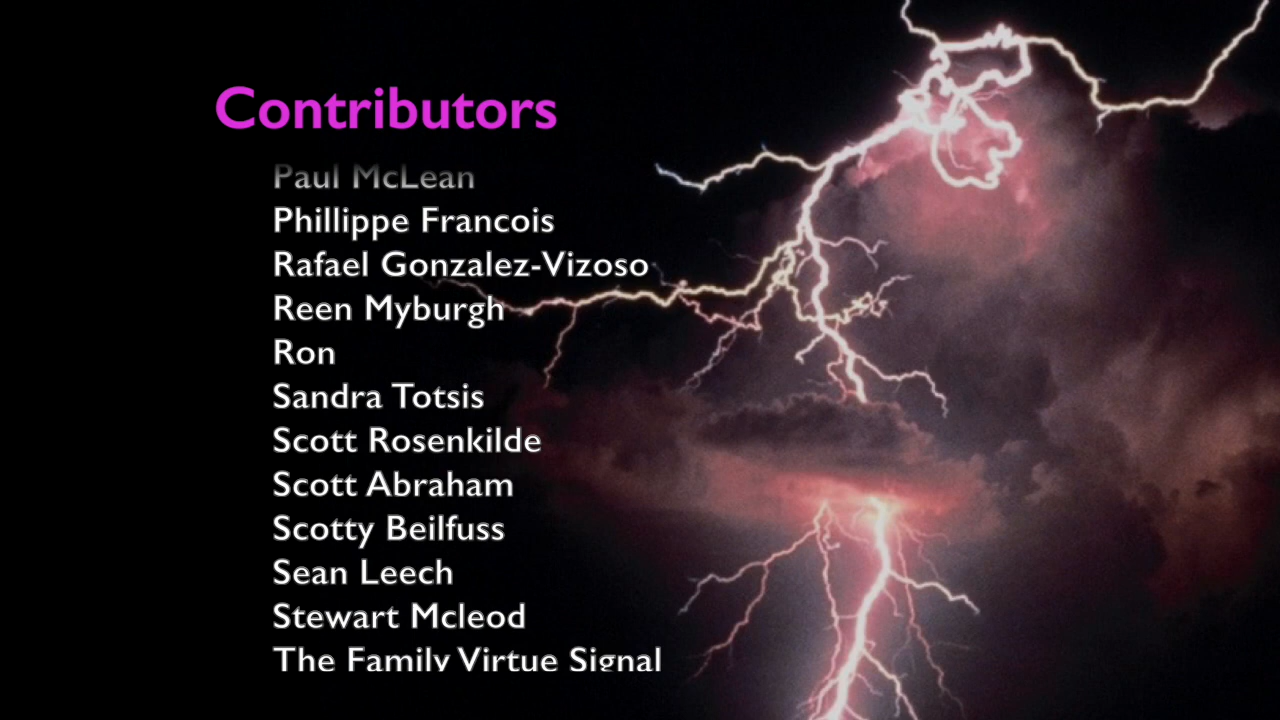 Contributors
Paul McLean
Phillippe Francois
Rafael Gonzalez-Vizoso
Reen Myburgh
Ron
Sandra Totsis
Scott Rosenkilde
Scott Abraham
Scotty Beilfuss
Sean Leech
Stewart Mcleod
The Family Virtue Signal